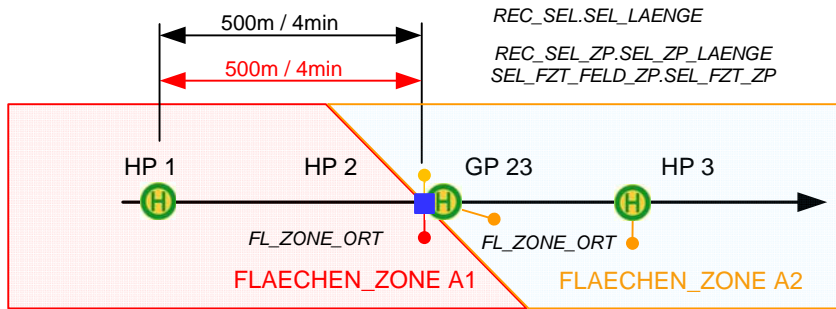 500m / 4min
REC_SEL.SEL_LAENGE
500m / 4min
REC_SEL_ZP.SEL_ZP_LAENGE
SEL_FZT_FELD_ZP.SEL_FZT_ZP
HP 1
HP 2
GP 23
HP 3
H
H
H
FL_ZONE_ORT
FL_ZONE_ORT
FLAECHEN_ZONE A1
FLAECHEN_ZONE A2